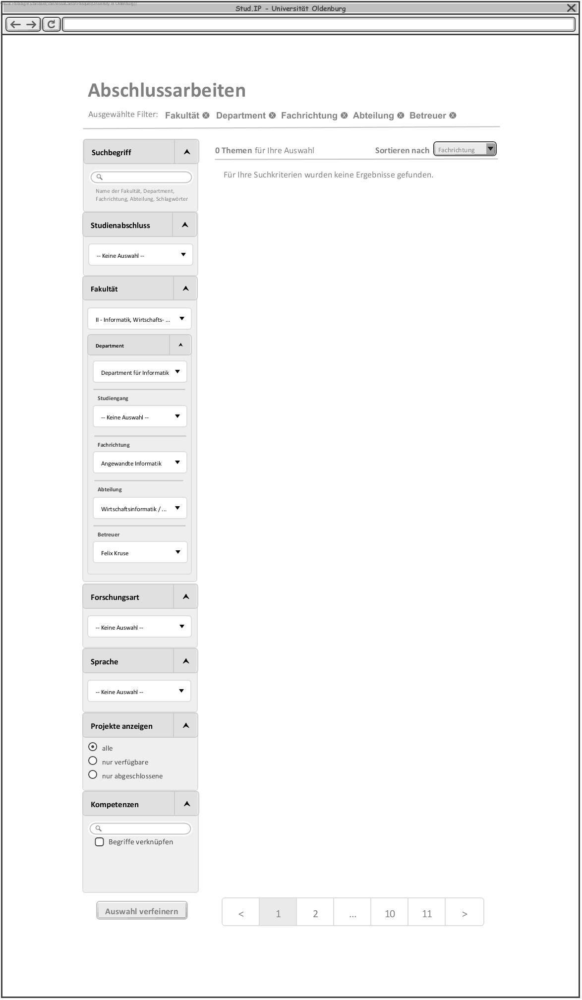 Visual Paradigm Standard(VannessaCanonPasquel(University of Oldenburg))
Stud.IP - Universität Oldenburg
Abschlussarbeiten
Ausgewählte Filter: Fakultät Department Fachrichtung Abteilung Betreuer
Suchbegriff
0 Themen für Ihre Auswahl Sortieren nach Fachrichtung
Für Ihre Suchkriterien wurden keine Ergebnisse gefunden.
Name der Fakultät, Department,
Fachrichtung, Abteilung, Schlagwörter
Studienabschluss
-- Keine Auswahl --
Fakultät
II - Informatik, Wirtschafts- ...
Department
Department für Informatik
Studiengang
-- Keine Auswahl --
Fachrichtung
Angewandte Informatik
Abteilung
Wirtschaftsinformatik / ...
Betreuer
Felix Kruse
Forschungsart
-- Keine Auswahl --
Sprache
-- Keine Auswahl --
Projekte anzeigen
alle
nur verfügbare
nur abgeschlossene
Kompetenzen
Begriffe verknüpfen
Auswahl verfeinern
< 1 2 ... 10 11 >